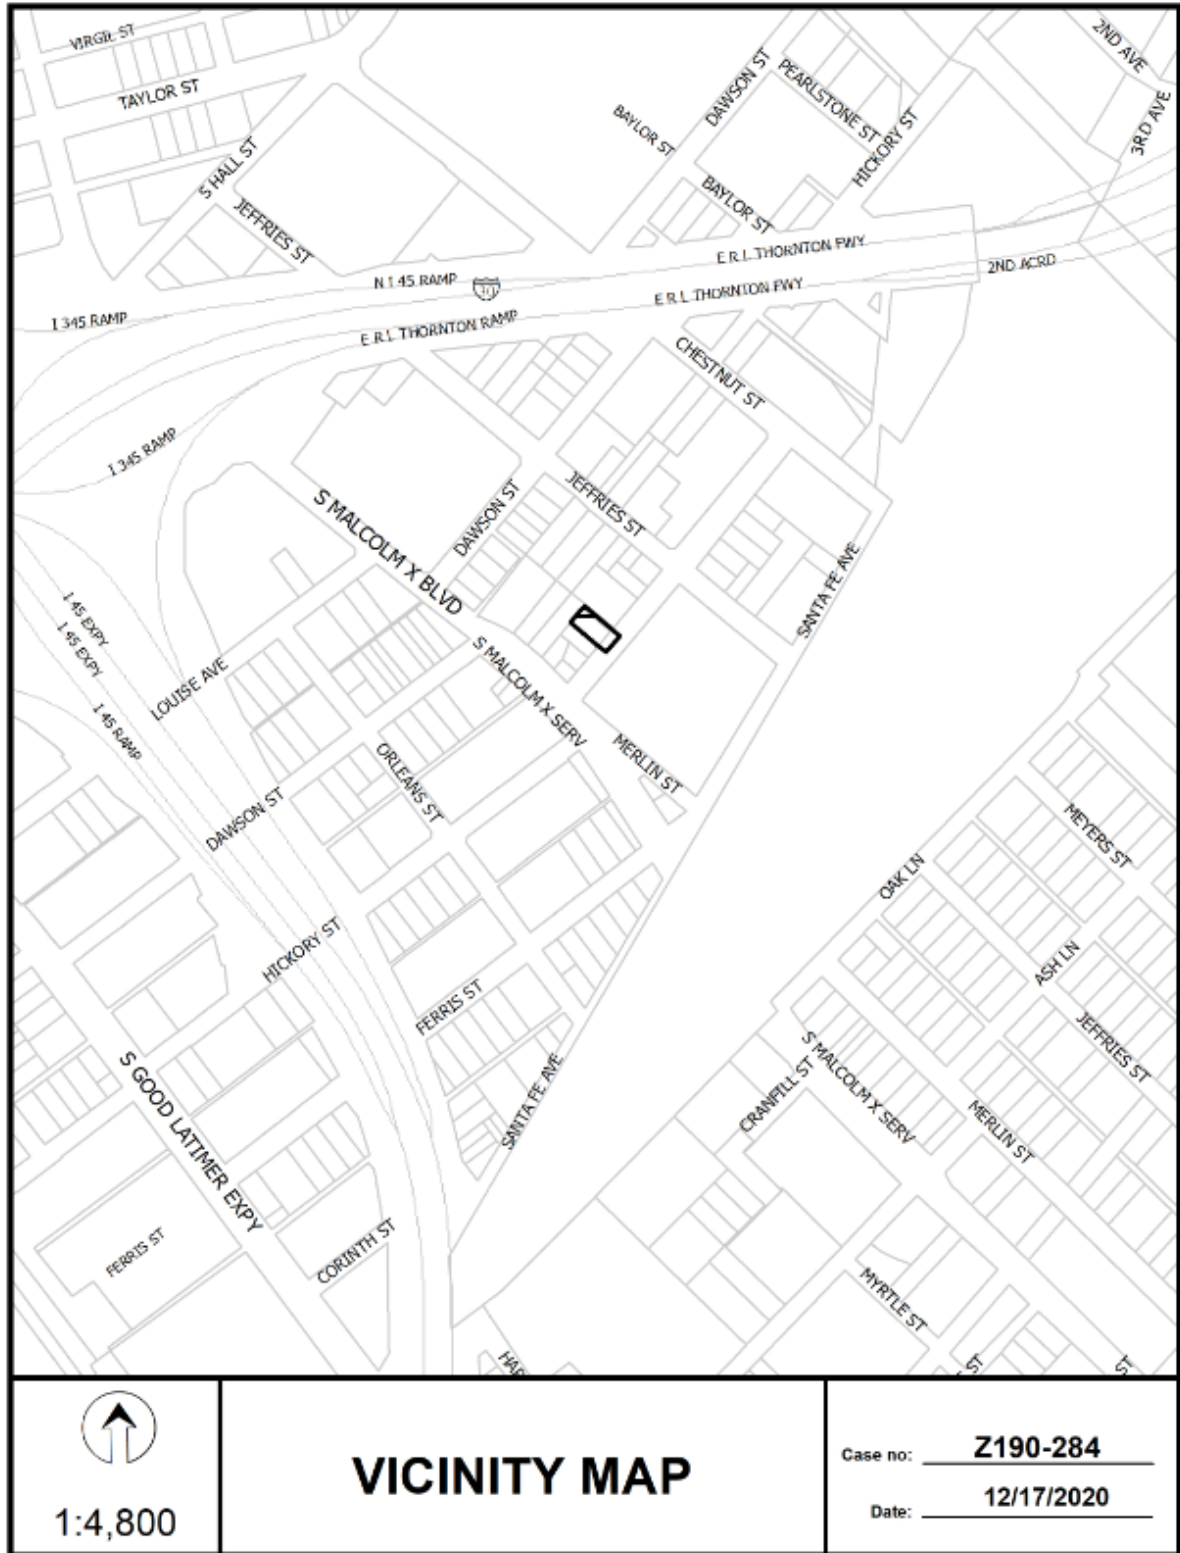 VIRGIL ST
TAYLOR ST
S HALL ST
JEFFRIES ST
DAWSON ST
PEARLSTONE ST
HICKORY ST
2ND AVE
3RD AVE
BAYLOR ST
BAYLOR ST
E R L THORNTON FWY
N I 45 RAMP
30
2ND ACRD
E R L THORNTON FWY
I 345 RAMP
E R L THORNTON RAMP
CHESTNUT ST
I 345 RAMP
S MALCOLM X BLVD
DAWSON ST
JEFFRIES ST
SANTA FE AVE
I 45 EXPY
I 45 EXPY
I 45 RAMP
LOUISE AVE
S MALCOLM X SERV
MERLIN ST
ORLEANS ST
DAWSON ST
MEYERS ST
OAK LN
HICKORY ST
ASH LN
FERRIS ST
JEFFRIES ST
S MALCOLM X SERV
CRANFILL ST
MERLIN ST
SANTA FE AVE
S GOOD LATIMER EXPY
FERRIS ST
CORINTH ST
MYRTLE ST
HAR
ST
ST
1:4,800
VICINITY MAP
Case no: Z190-284
Date: 12/17/2020